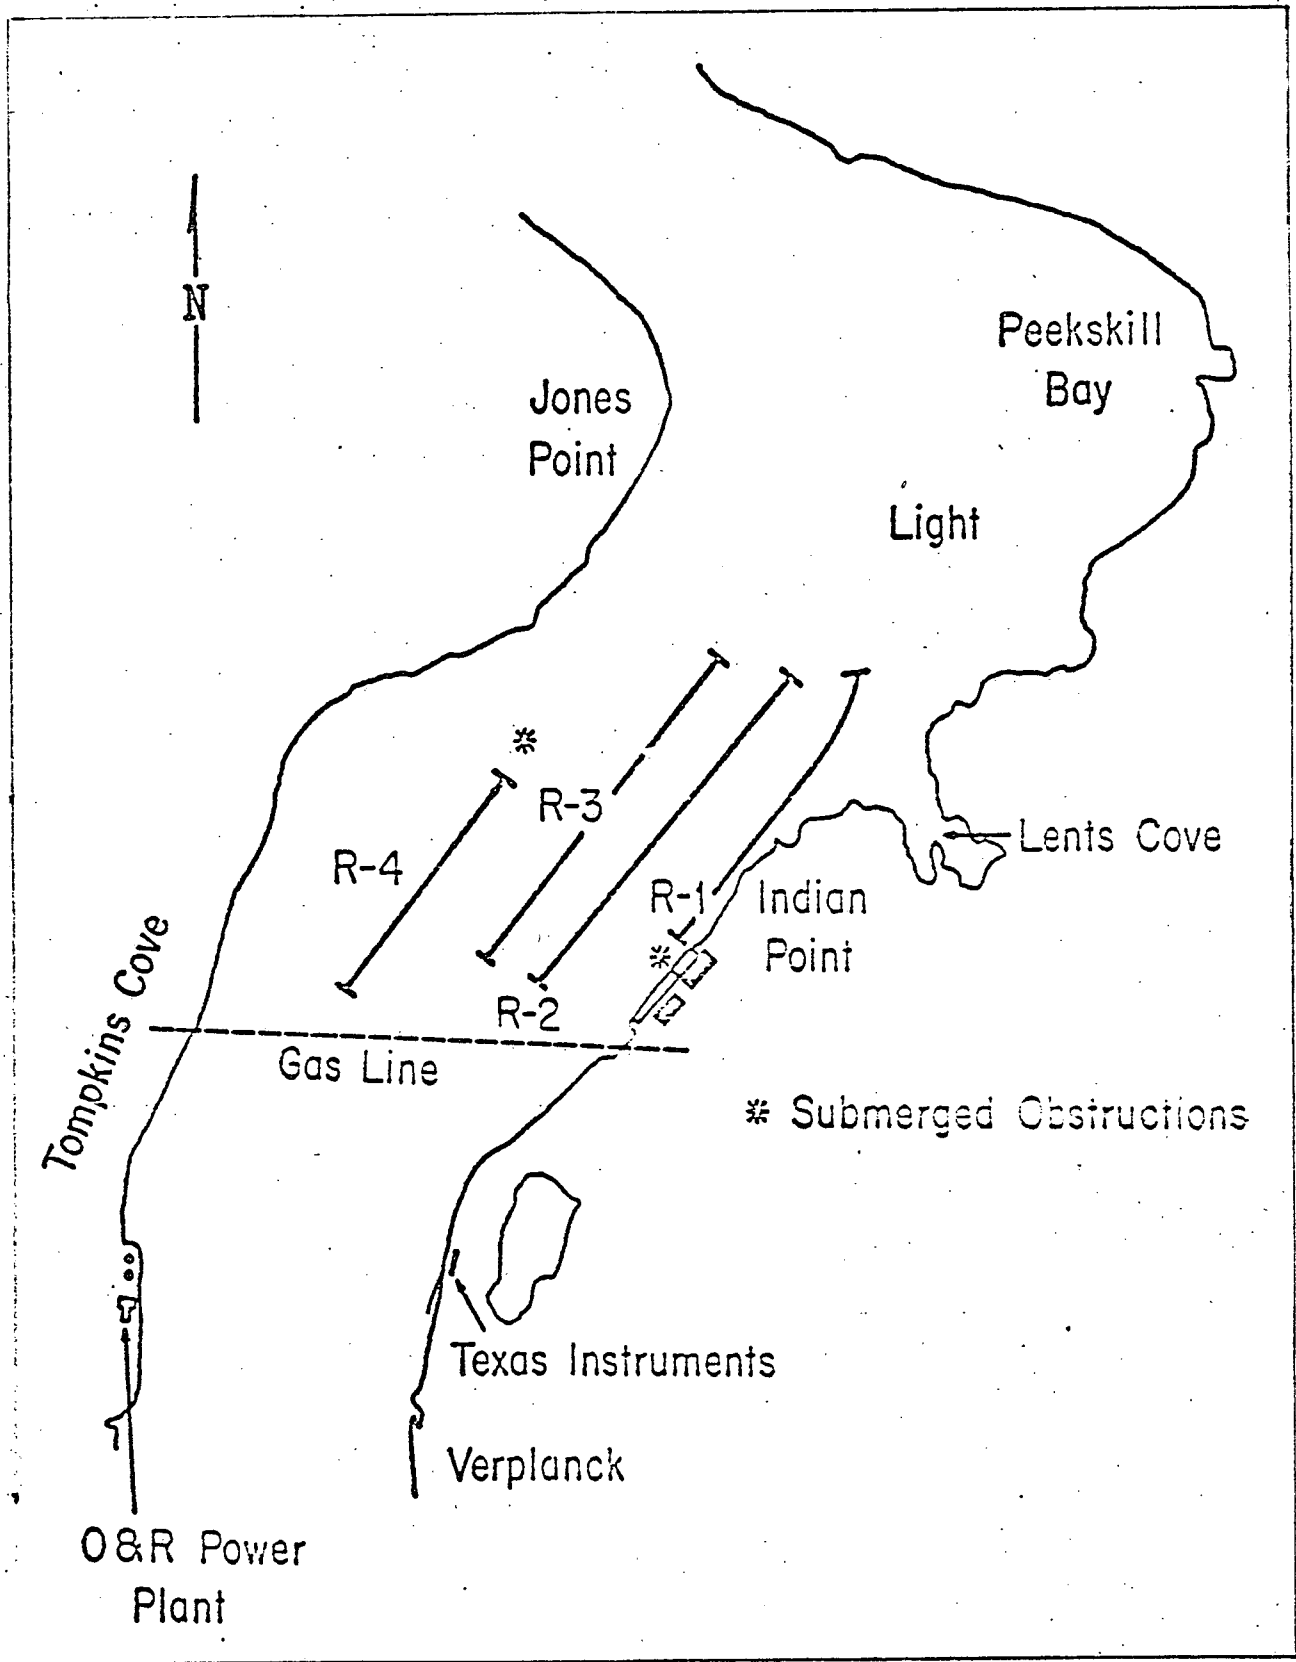 N
Peekskill
Bay
Jones
Point
Light
R-3
R-4
Lents Cove
R-1
Indian
Point
Tompkins Cove
R-2
Gas Line
* Submerged Obstructions
Texas Instruments
Verplanck
O&R Power
Plant